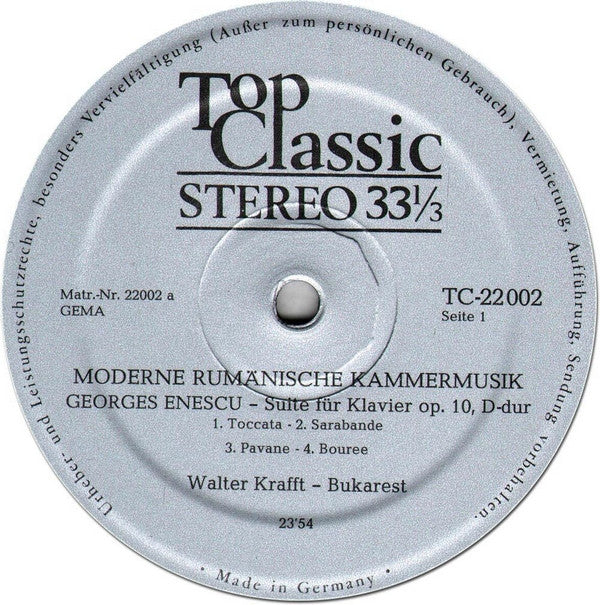 Top
Classic
STEREO 33⅓
Matr.-Nr. 22002 a
GEMA
TC-22002
Seite 1
MODERNE RUMÄNISCHE KAMMERMUSIK
GEORGES ENESCU – Suite für Klavier op. 10, D-dur
1. Toccata - 2. Sarabande
3. Pavane - 4. Bouree
Walter Krafft – Bukarest
23'54
Urheber- und Leistungsschutzrechte, besonders Vervielfältigung (Außer zum persönlichen Gebrauch), Vermietung, Aufführung, Sendung vorbehalten.
• Made in Germany •